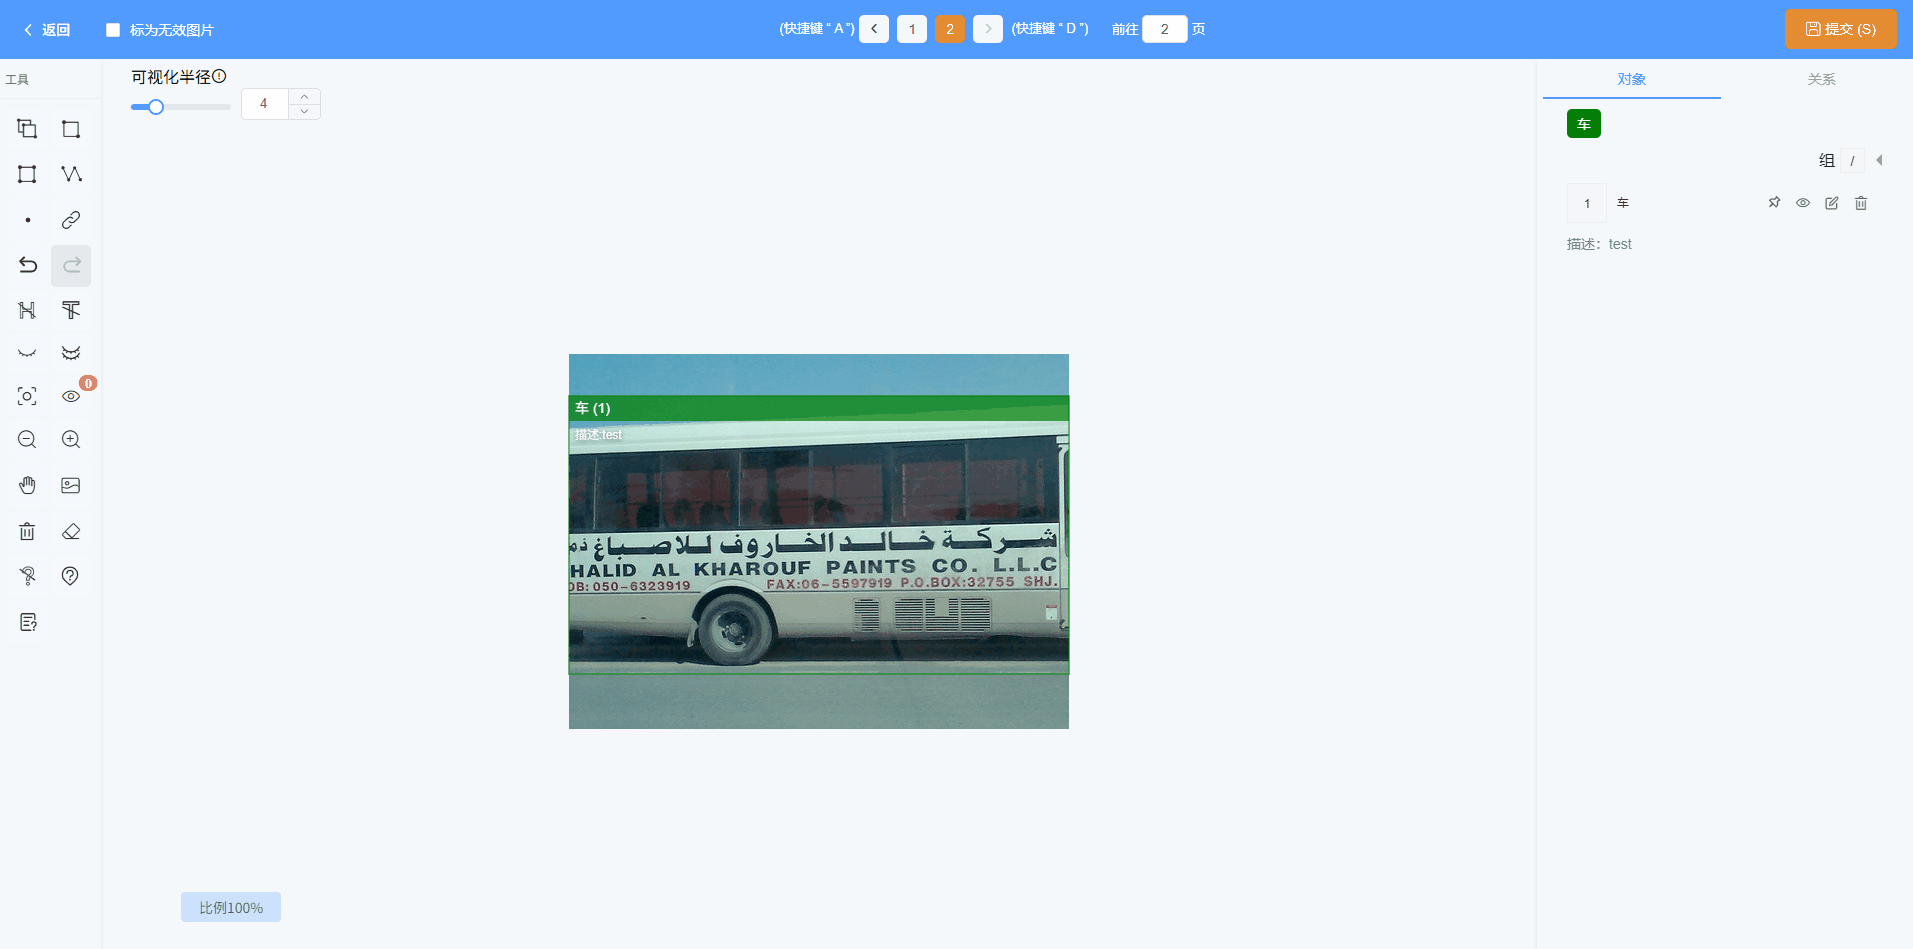 返回
标为无效图片
(快捷键 “ A ”)
1
2
(快捷键 “ D ”)
前往 2 页
提交 (S)
工具
可视化半径
4
对象
关系
车
组 /
1 车
描述：test
0
车 (1)
描述:test
شركة خالد الخاروف للاصباغ ذم
HALID AL KHAROUF PAINTS CO. L.L.C
OB: 050-6323919 FAX:06-5597919 P.O.BOX:32755 SHJ.
比例100%